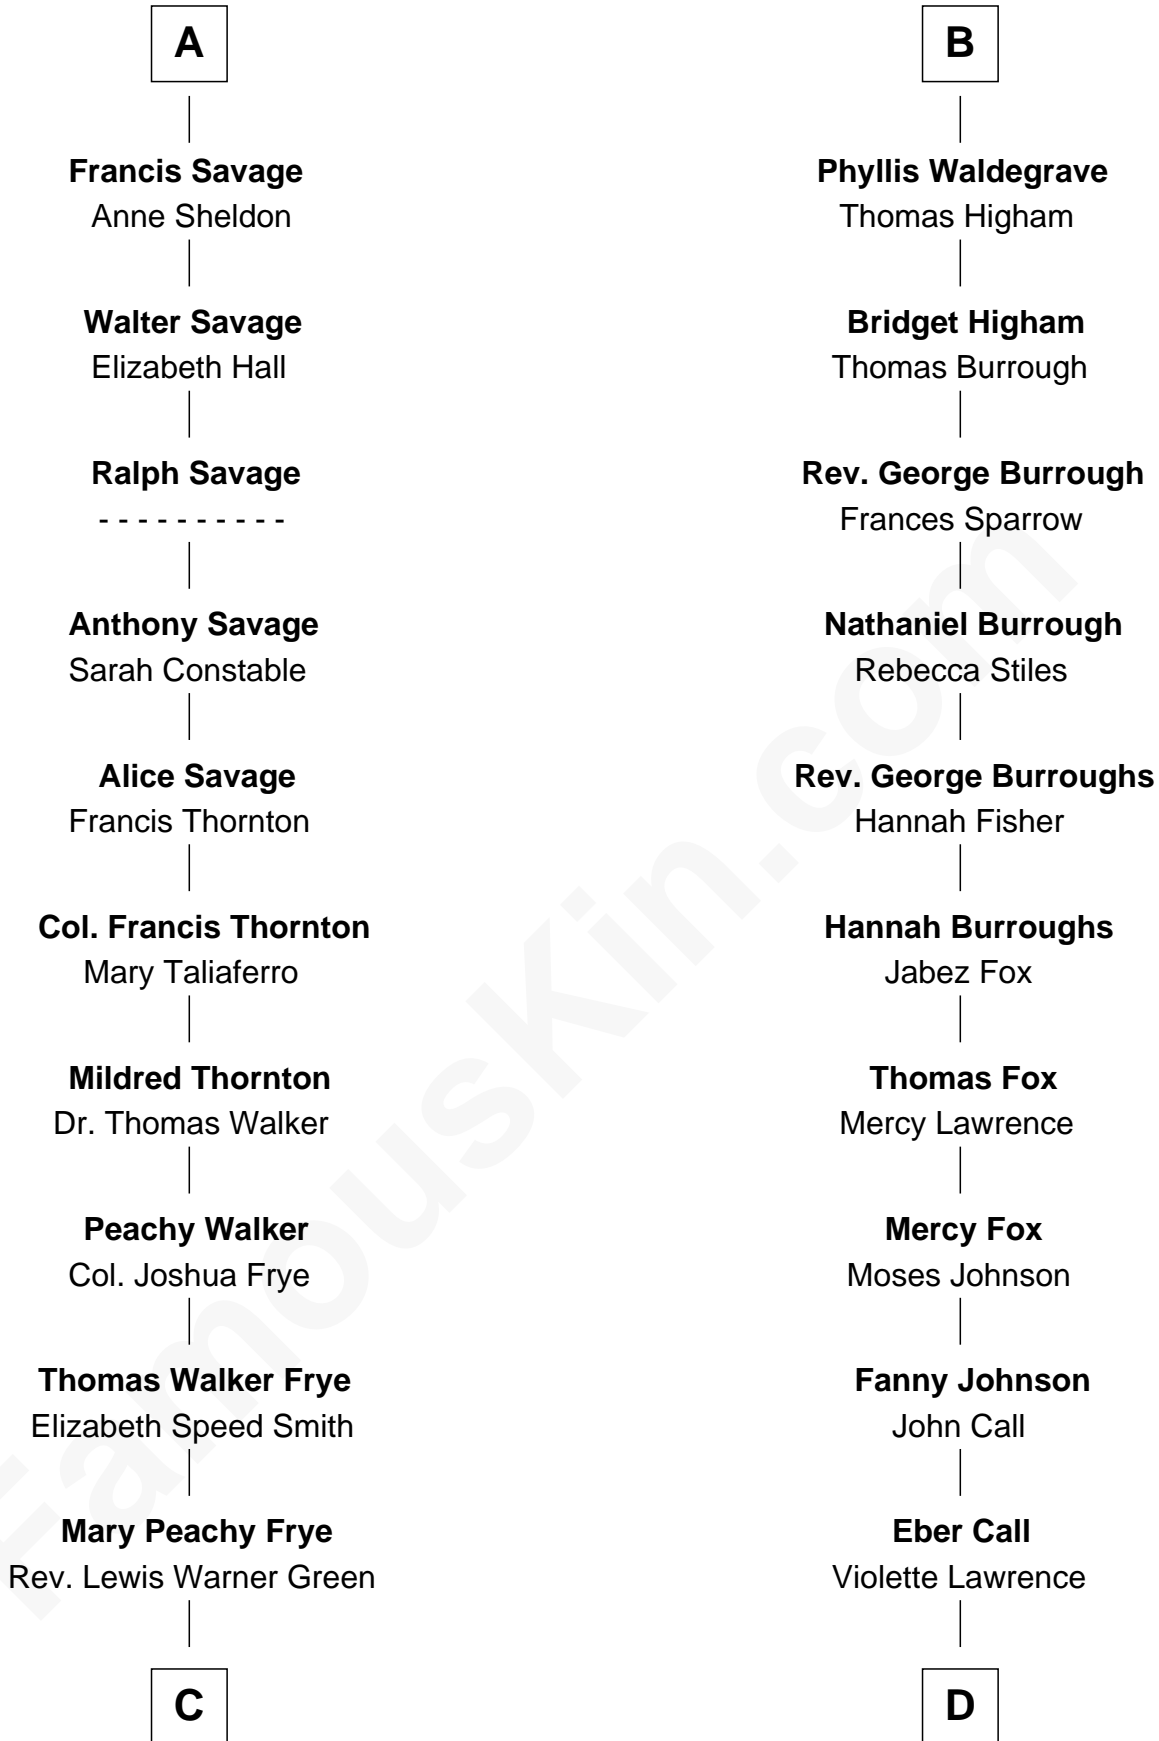 A
Francis Savage
Anne Sheldon
Walter Savage
Elizabeth Hall
Ralph Savage
- - - - - - - - - -
Anthony Savage
Sarah Constable
Alice Savage
Francis Thornton
Col. Francis Thornton
Mary Taliaferro
Mildred Thornton
Dr. Thomas Walker
Peachy Walker
Col. Joshua Frye
Thomas Walker Frye
Elizabeth Speed Smith
Mary Peachy Frye
Rev. Lewis Warner Green
C
B
Phyllis Waldegrave
Thomas Higham
Bridget Higham
Thomas Burrough
Rev. George Burrough
Frances Sparrow
Nathaniel Burrough
Rebecca Stiles
Rev. George Burroughs
Hannah Fisher
Hannah Burroughs
Jabez Fox
Thomas Fox
Mercy Lawrence
Mercy Fox
Moses Johnson
Fanny Johnson
John Call
Eber Call
Violette Lawrence
D
FamousKin.com